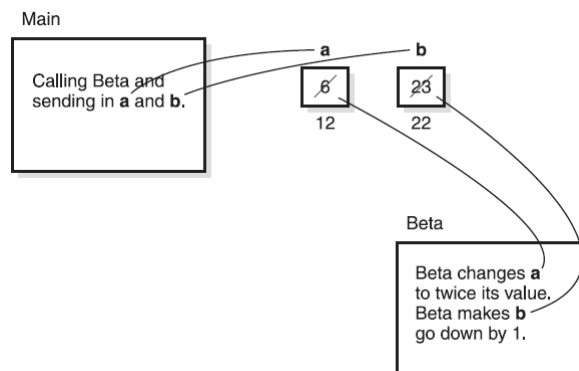 Main
a b
Calling Beta and
sending in a and b.
6 23
12 22
Beta
Beta changes a
to twice its value.
Beta makes b
go down by 1.